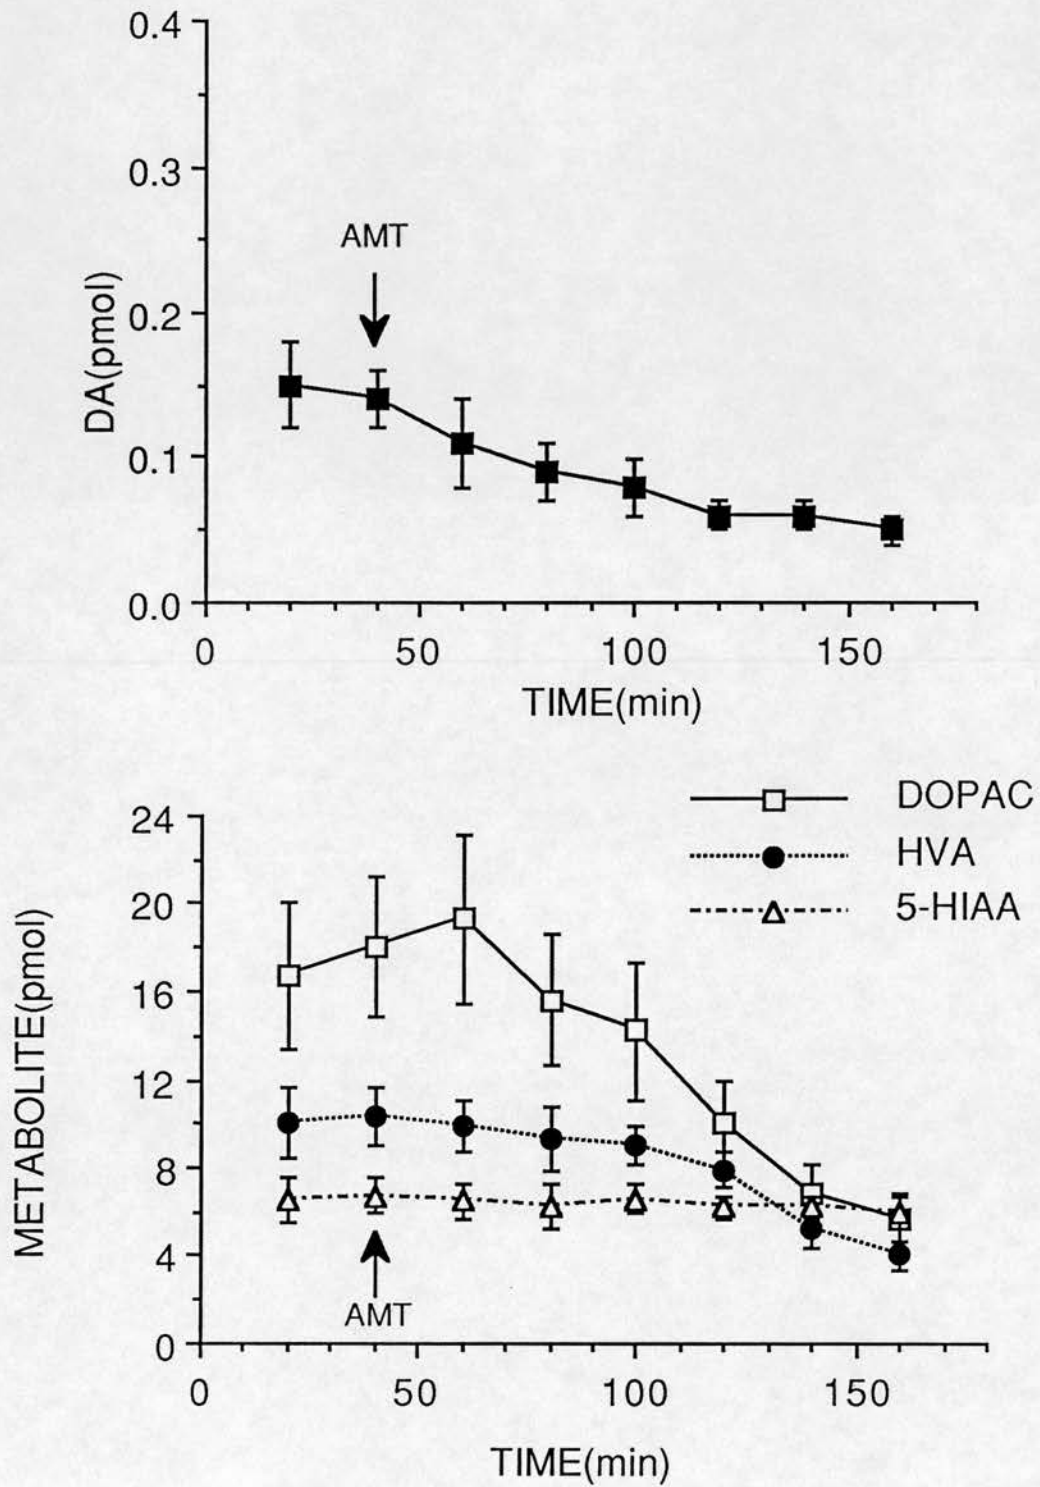 0.4
0.3
0.2
0.1
0.0
DA(pmol)
AMT
0 50 100 150
TIME(min)
DOPAC
HVA
5-HIAA
24
20
16
12
8
4
0
METABOLITE(pmol)
AMT
0 50 100 150
TIME(min)